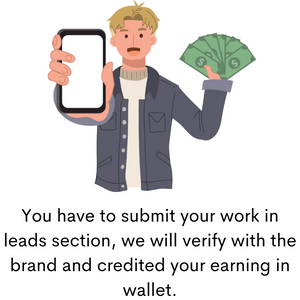 You have to submit your work in
leads section, we will verify with the
brand and credited your earning in
wallet.